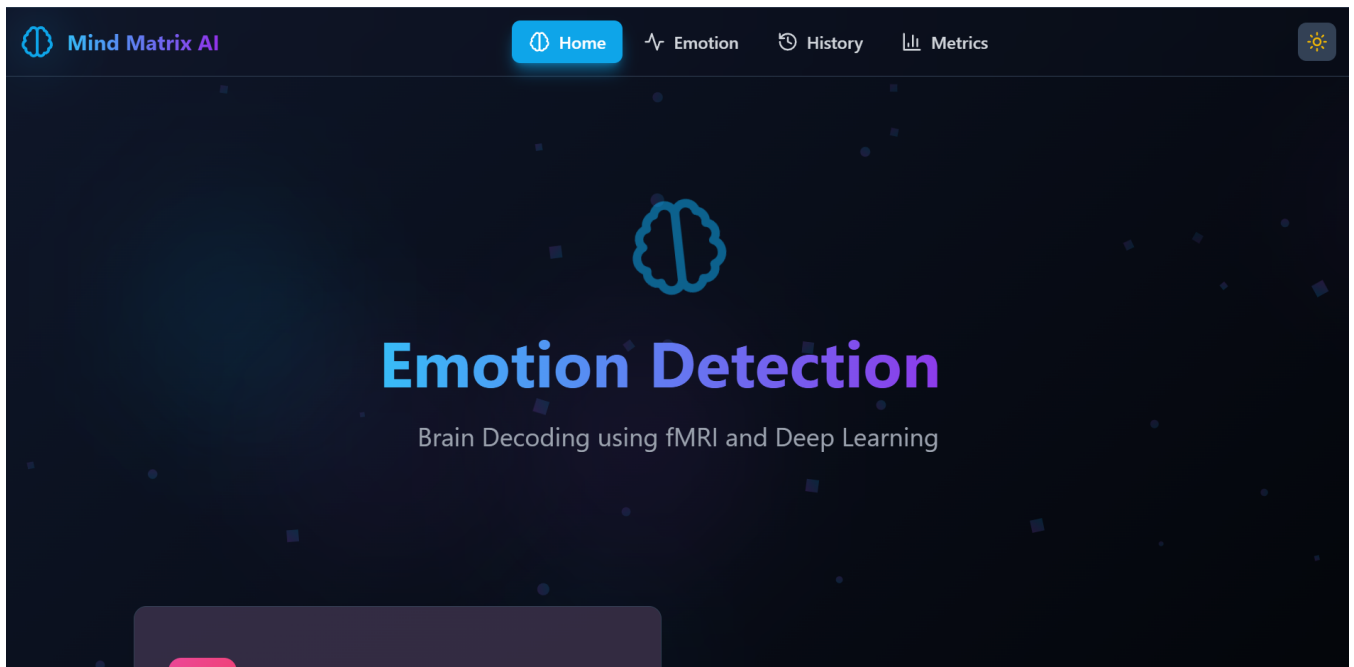 Mind Matrix AI
Home
Emotion
History
Metrics
Emotion Detection
Brain Decoding using fMRI and Deep Learning